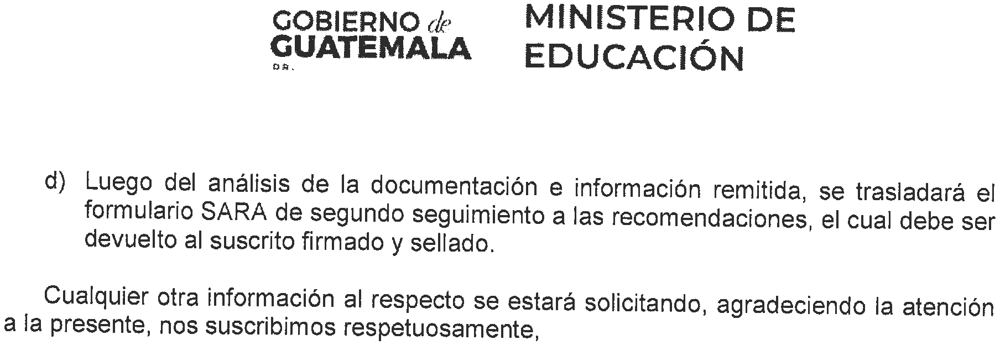 GOBIERNO de
GUATEMALA
MINISTERIO DE
EDUCACIÓN
d) Luego del análisis de la documentación e información remitida, se trasladará el
formulario SARA de segundo seguimiento a las recomendaciones, el cual debe ser
devuelto al suscrito firmado y sellado.
Cualquier otra información al respecto se estará solicitando, agradeciendo la atención
a la presente, nos suscribimos respetuosamente,